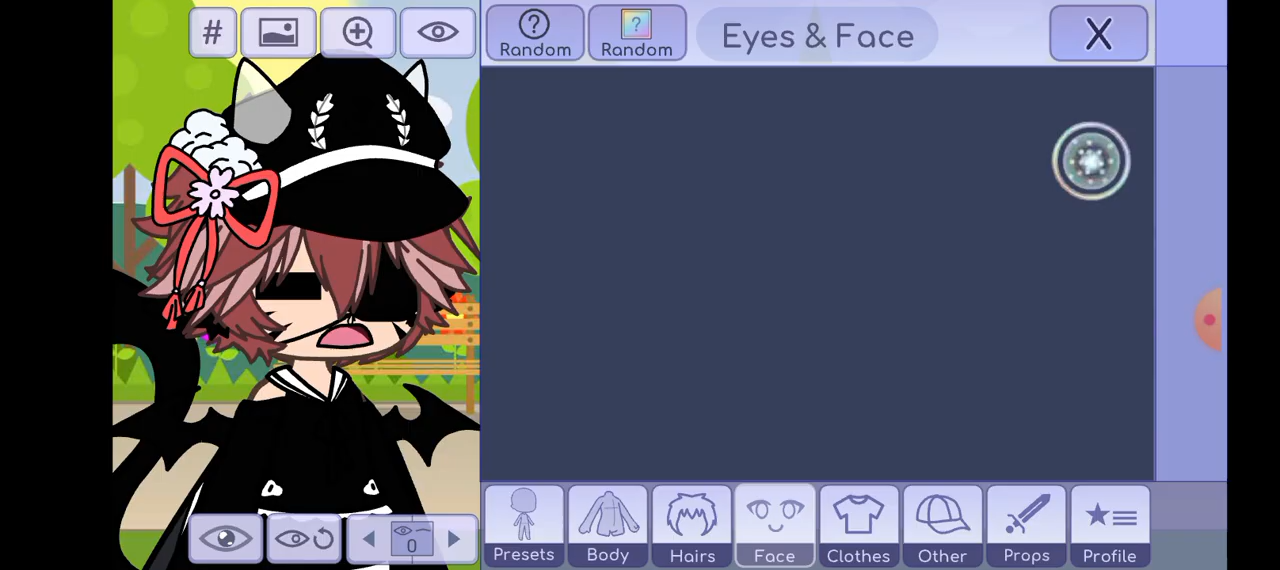 #
?
Random
?
Random
Eyes & Face
X
0
Presets
Body
Hairs
Face
Clothes
Other
Props
Profile